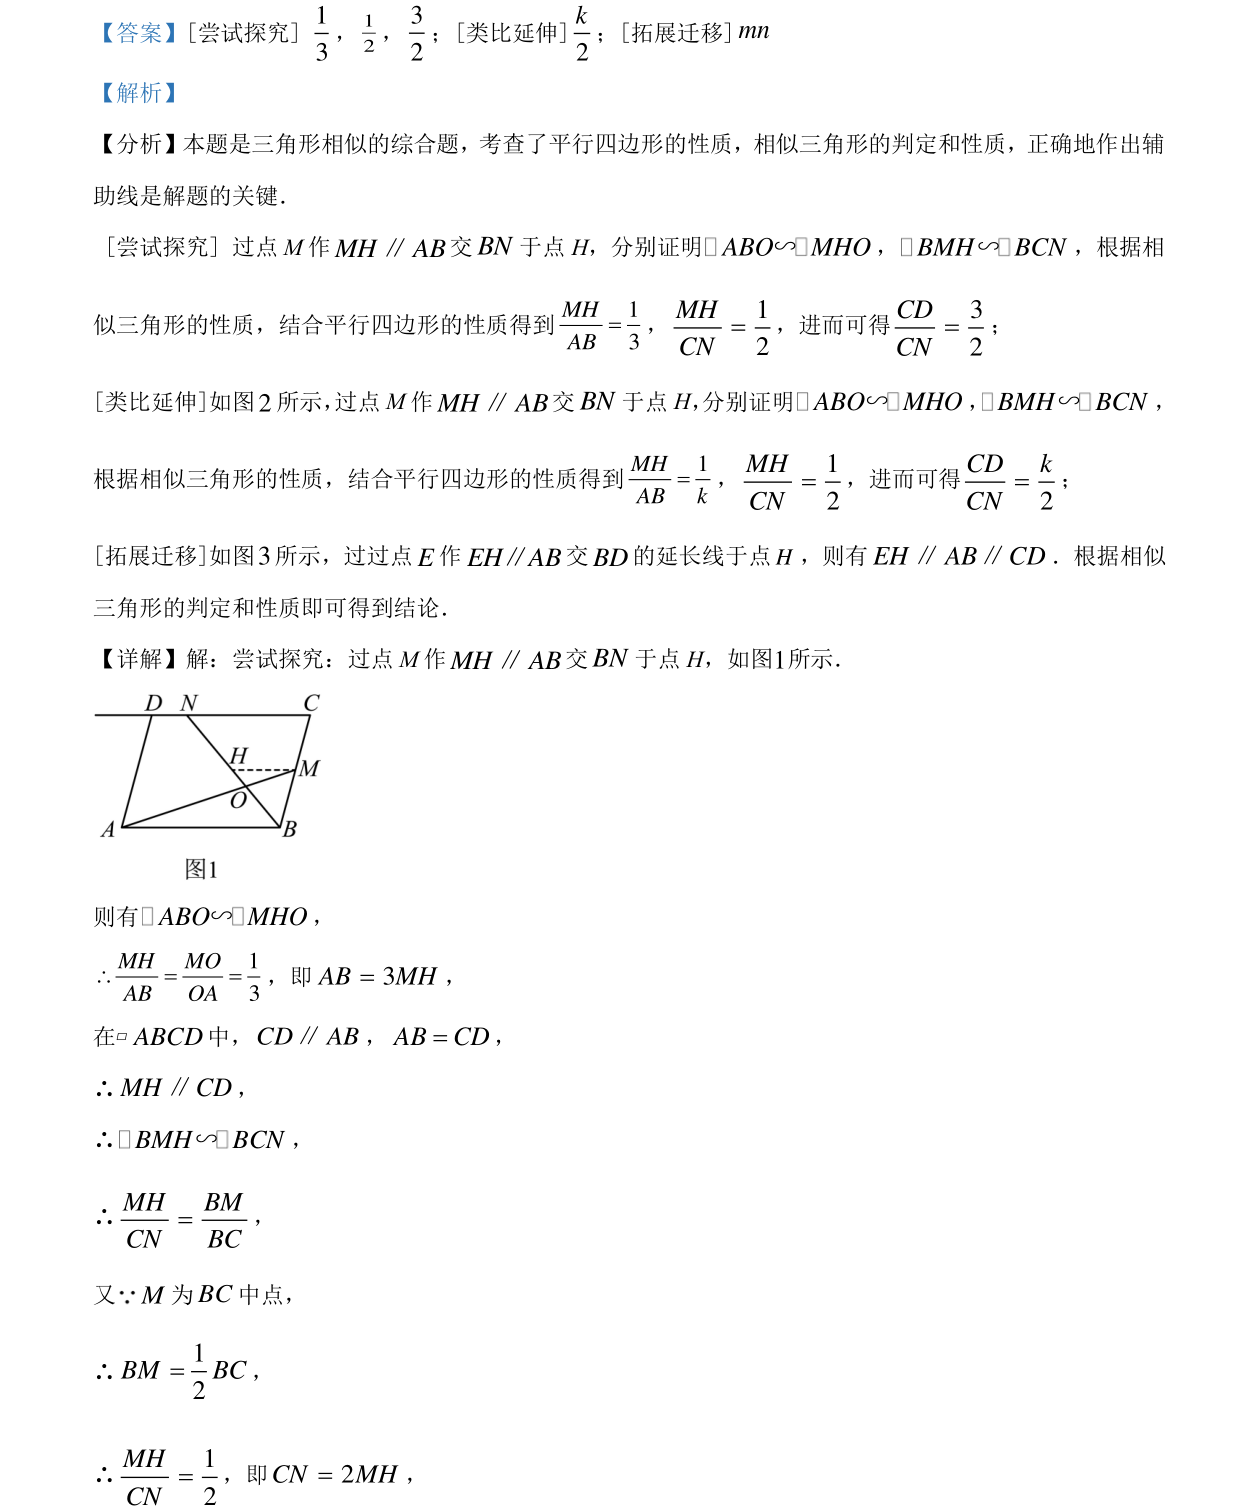 【答案】[尝试探究] 1/3，1/2，3/2；[类比延伸] k/2；[拓展迁移] mn
【解析】
【分析】本题是三角形相似的综合题，考查了平行四边形的性质，相似三角形的判定和性质，正确地作出辅
助线是解题的关键．
[尝试探究] 过点 M 作 MH // AB 交 BN 于点 H，分别证明□ ABO∽□ MHO，□ BMH∽□ BCN，根据相
似三角形的性质，结合平行四边形的性质得到 MH/AB = 1/3，MH/CN = 1/2，进而可得 CD/CN = 3/2；
[类比延伸]如图2所示，过点 M 作 MH // AB 交 BN 于点 H，分别证明□ ABO∽□ MHO，□ BMH∽□ BCN，
根据相似三角形的性质，结合平行四边形的性质得到 MH/AB = 1/k，MH/CN = 1/2，进而可得 CD/CN = k/2；
[拓展迁移]如图3所示，过过点 E 作 EH // AB 交 BD 的延长线于点 H，则有 EH // AB // CD．根据相似
三角形的判定和性质即可得到结论．
【详解】解：尝试探究：过点 M 作 MH // AB 交 BN 于点 H，如图1所示．
D N C
H
M
O
A B
图1
则有□ ABO∽□ MHO，
∴ MH/AB = MO/OA = 1/3，即 AB = 3MH，
在▱ ABCD 中，CD // AB，AB = CD，
∴ MH // CD，
∴□ BMH∽□ BCN，
∴ MH/CN = BM/BC，
又∵ M 为 BC 中点，
∴ BM = 1/2 BC，
∴ MH/CN = 1/2，即 CN = 2MH，